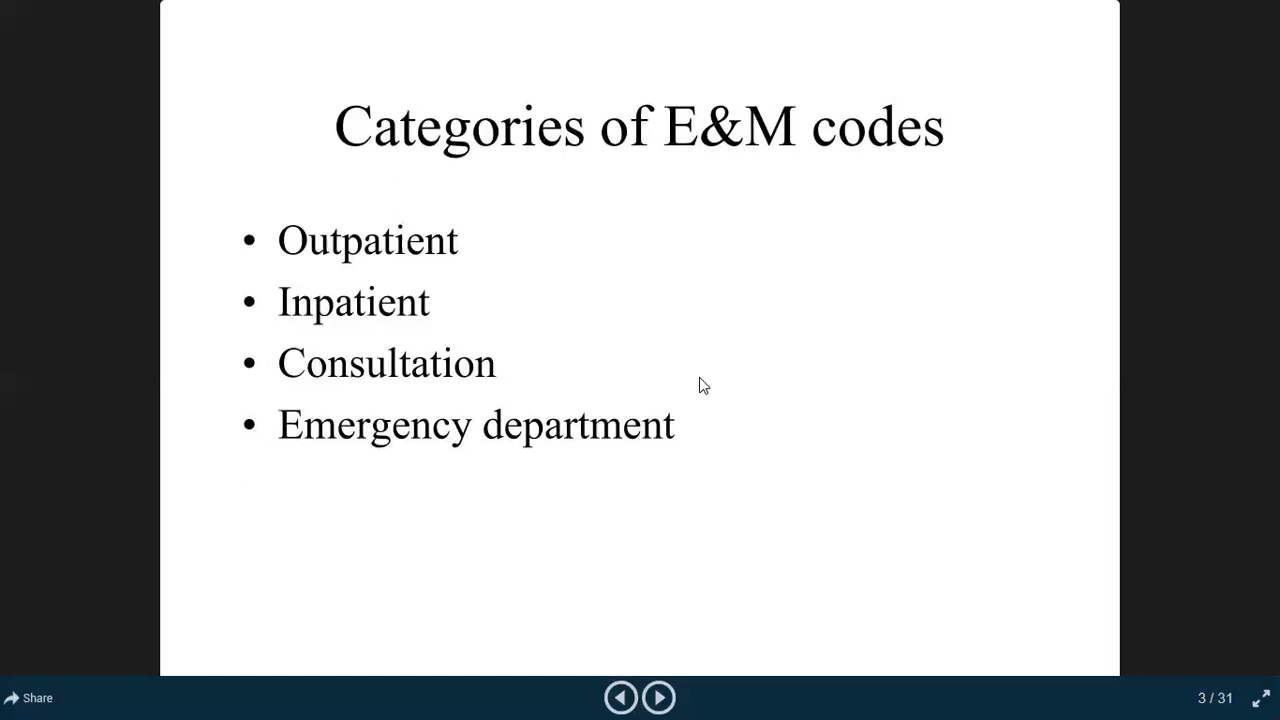 Categories of E&M codes
• Outpatient
• Inpatient
• Consultation
• Emergency department
Share
3 / 31